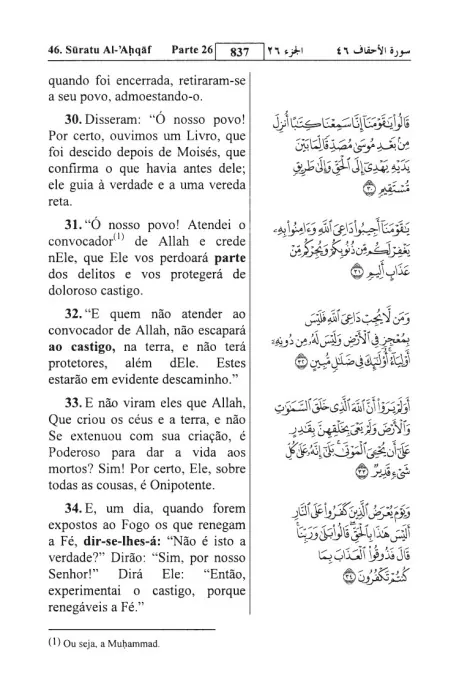 46. Sūratu Al-’Aḥqāf Parte 26 837 الجزء ٢٦ سورة الأحقاف ٤٦
quando foi encerrada, retiraram-se
a seu povo, admoestando-o.
30. Disseram: “Ó nosso povo!
Por certo, ouvimos um Livro, que
foi descido depois de Moisés, que
confirma o que havia antes dele;
ele guia à verdade e a uma vereda
reta.
قَالُوا۟ يَـٰقَوْمَنَآ إِنَّا سَمِعْنَا كِتَـٰبًا أُنزِلَ
مِنۢ بَعْدِ مُوسَىٰ مُصَدِّقًا لِّمَا بَيْنَ
يَدَيْهِ يَهْدِىٓ إِلَى ٱلْحَقِّ وَإِلَىٰ طَرِيقٍ
مُّسْتَقِيمٍ ٣٠
31. “Ó nosso povo! Atendei o
convocador(1) de Allah e crede
nEle, que Ele vos perdoará parte
dos delitos e vos protegerá de
doloroso castigo.
يَـٰقَوْمَنَآ أَجِيبُوا۟ دَاعِىَ ٱللَّهِ وَءَامِنُوا۟ بِهِۦ
يَغْفِرْ لَكُم مِّن ذُنُوبِكُمْ وَيُجِرْكُم مِّنْ
عَذَابٍ أَلِيمٍ ٣١
32. “E quem não atender ao
convocador de Allah, não escapará
ao castigo, na terra, e não terá
protetores, além dEle. Estes
estarão em evidente descaminho.”
وَمَن لَّا يُجِبْ دَاعِىَ ٱللَّهِ فَلَيْسَ
بِمُعْجِزٍ فِى ٱلْأَرْضِ وَلَيْسَ لَهُۥ مِن دُونِهِۦٓ
أَوْلِيَآءُ أُو۟لَـٰٓئِكَ فِى ضَلَـٰلٍ مُّبِينٍ ٣٢
33. E não viram eles que Allah,
Que criou os céus e a terra, e não
Se extenuou com sua criação, é
Poderoso para dar a vida aos
mortos? Sim! Por certo, Ele, sobre
todas as cousas, é Onipotente.
أَوَلَمْ يَرَوْا۟ أَنَّ ٱللَّهَ ٱلَّذِى خَلَقَ ٱلسَّمَـٰوَٰتِ
وَٱلْأَرْضَ وَلَمْ يَعْىَ بِخَلْقِهِنَّ بِقَـٰدِرٍ
عَلَىٰٓ أَن يُحْـِۧىَ ٱلْمَوْتَىٰ بَلَىٰٓ إِنَّهُۥ عَلَىٰ كُلِّ
شَىْءٍ قَدِيرٌ ٣٣
34. E, um dia, quando forem
expostos ao Fogo os que renegam
a Fé, dir-se-lhes-á: “Não é isto a
verdade?” Dirão: “Sim, por nosso
Senhor!” Dirá Ele: “Então,
experimentai o castigo, porque
renegáveis a Fé.”
وَيَوْمَ يُعْرَضُ ٱلَّذِينَ كَفَرُوا۟ عَلَى ٱلنَّارِ
أَلَيْسَ هَـٰذَا بِٱلْحَقِّ قَالُوا۟ بَلَىٰ وَرَبِّنَا
قَالَ فَذُوقُوا۟ ٱلْعَذَابَ بِمَا
كُنتُمْ تَكْفُرُونَ ٣٤
(1) Ou seja, a Muḥammad.